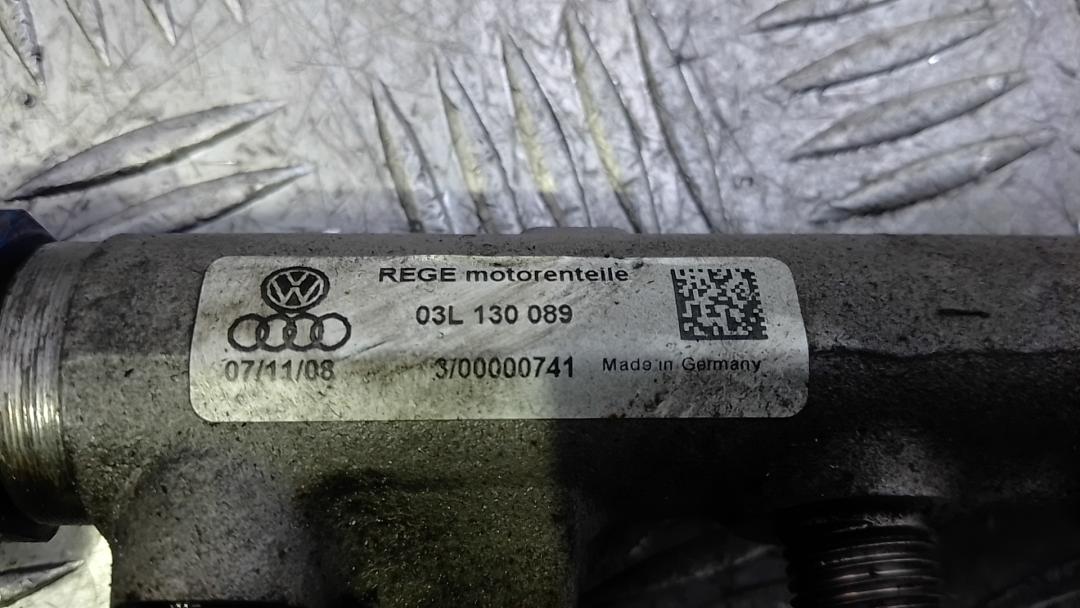 REGE motorenteile
03L 130 089
07/11/08 3/00000741 Made in Germany